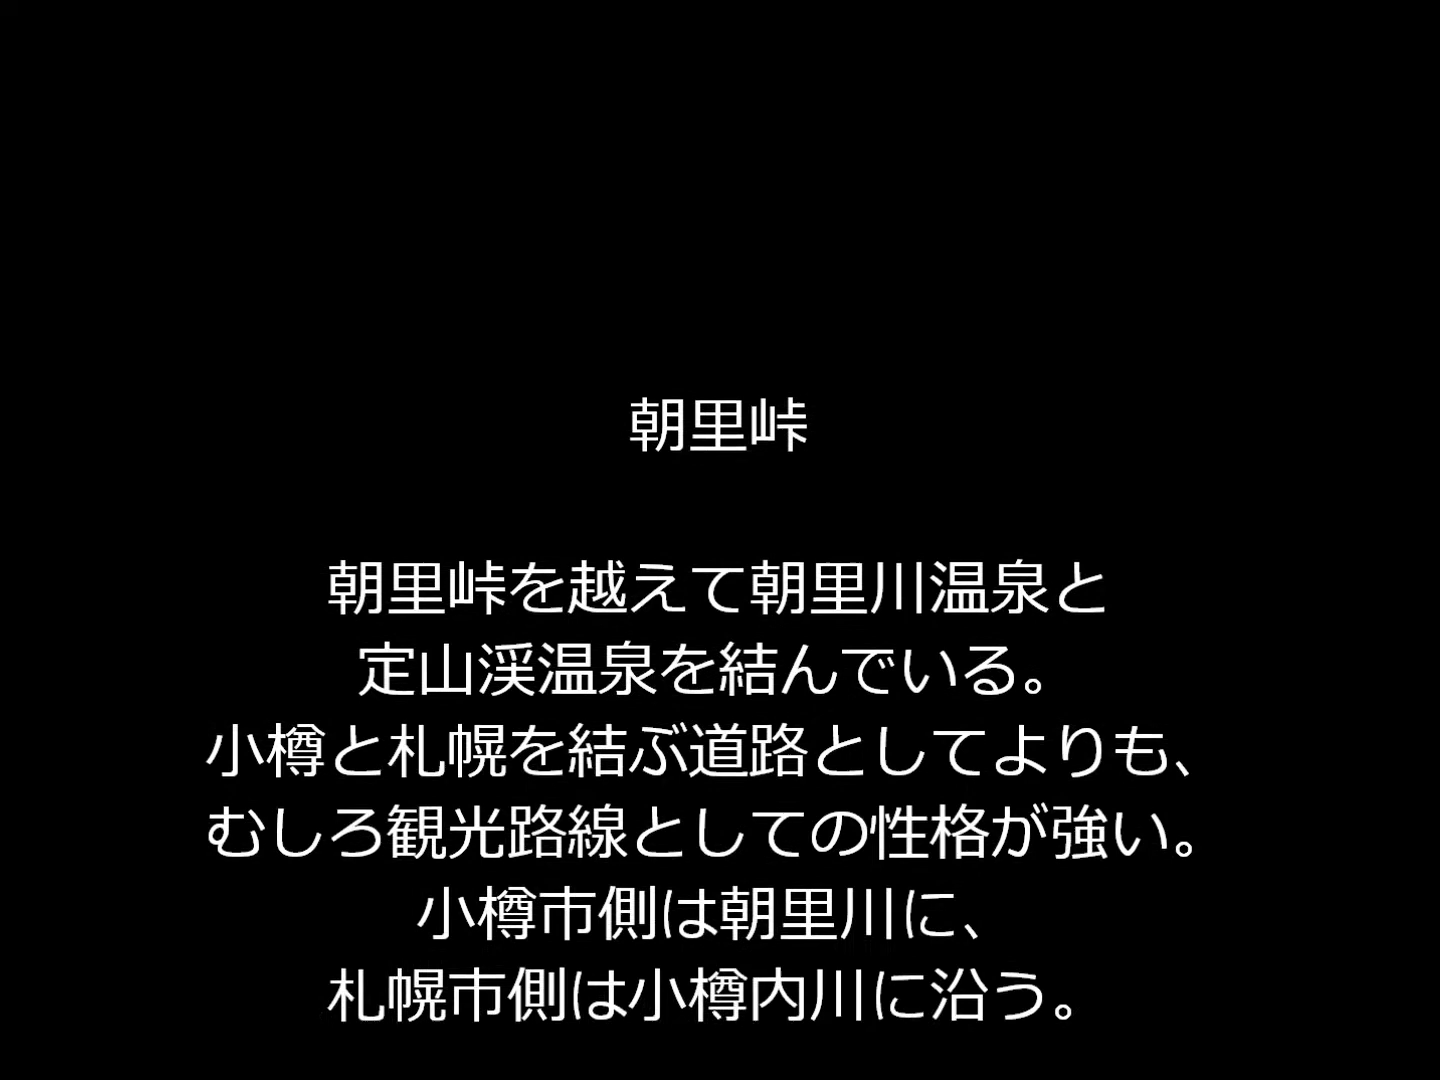 朝里峠
朝里峠を越えて朝里川温泉と
定山渓温泉を結んでいる。
小樽と札幌を結ぶ道路としてよりも、
むしろ観光路線としての性格が強い。
小樽市側は朝里川に、
札幌市側は小樽内川に沿う。